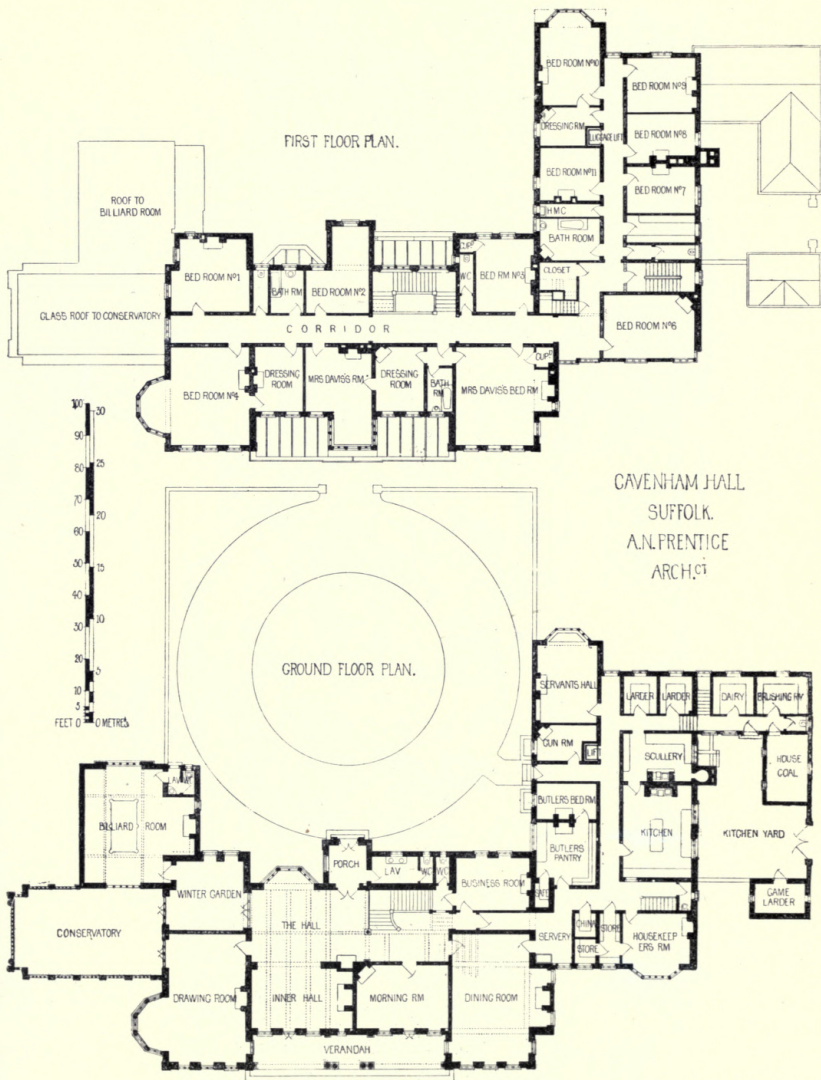 FIRST FLOOR PLAN.
BED ROOM Nº10
BED ROOM Nº9
DRESSING RM
LUGGAGE LIFT
BED ROOM Nº8
BED ROOM Nº11
BED ROOM Nº7
H M C
BATH ROOM
CLOSET
BED ROOM Nº6
ROOF TO
BILLIARD ROOM
GLASS ROOF TO CONSERVATORY
BED ROOM Nº1
BATH RM
BED ROOM Nº2
CUPD
WC
BED RM Nº3
CORRIDOR
BED ROOM Nº4
DRESSING
ROOM
MRS DAVIS'S RM
DRESSING
ROOM
BATH
RM
MRS DAVIS'S BED RM
CUPD
100
90
80
70
60
50
40
30
20
10
5
FEET 0
30
25
20
15
10
5
0 METRES
CAVENHAM HALL
SUFFOLK.
A.N. PRENTICE
ARCH.CT
GROUND FLOOR PLAN.
SERVANTS HALL
LARDER
LARDER
DAIRY
BRUSHING RM
GUN RM
LIFT
SCULLERY
HOUSE
COAL
BUTLERS BED RM
KITCHEN
KITCHEN YARD
BUTLERS
PANTRY
SAFE
GAME
LARDER
LAV
W
BILLIARD ROOM
PORCH
LAV
WC
WC
BUSINESS ROOM
WINTER GARDEN
THE HALL
CONSERVATORY
SERVERY
CHINA
STORE
STORE
HOUSEKEEP
ERS RM
DRAWING ROOM
INNER HALL
MORNING RM
DINING ROOM
VERANDAH